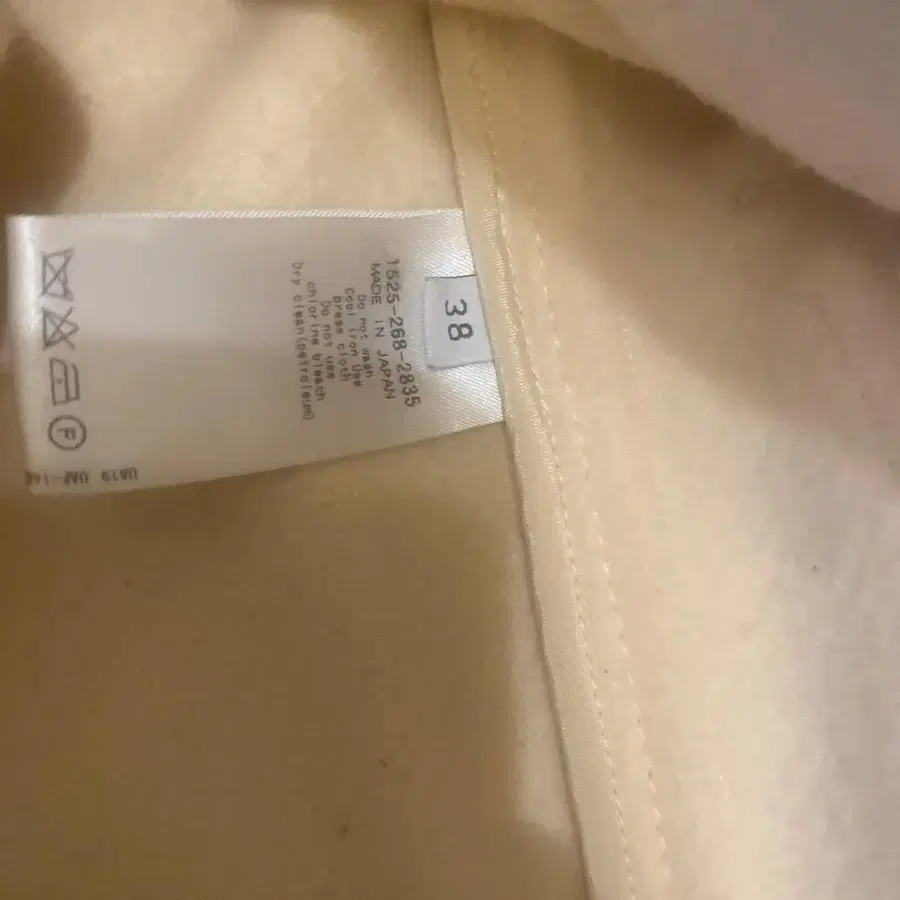 38
1525-268-2835
MADE IN JAPAN
Do not wash
Cool iron Use
press cloth
Do not use
chlorine bleach
Dry clean(petroleum)
F